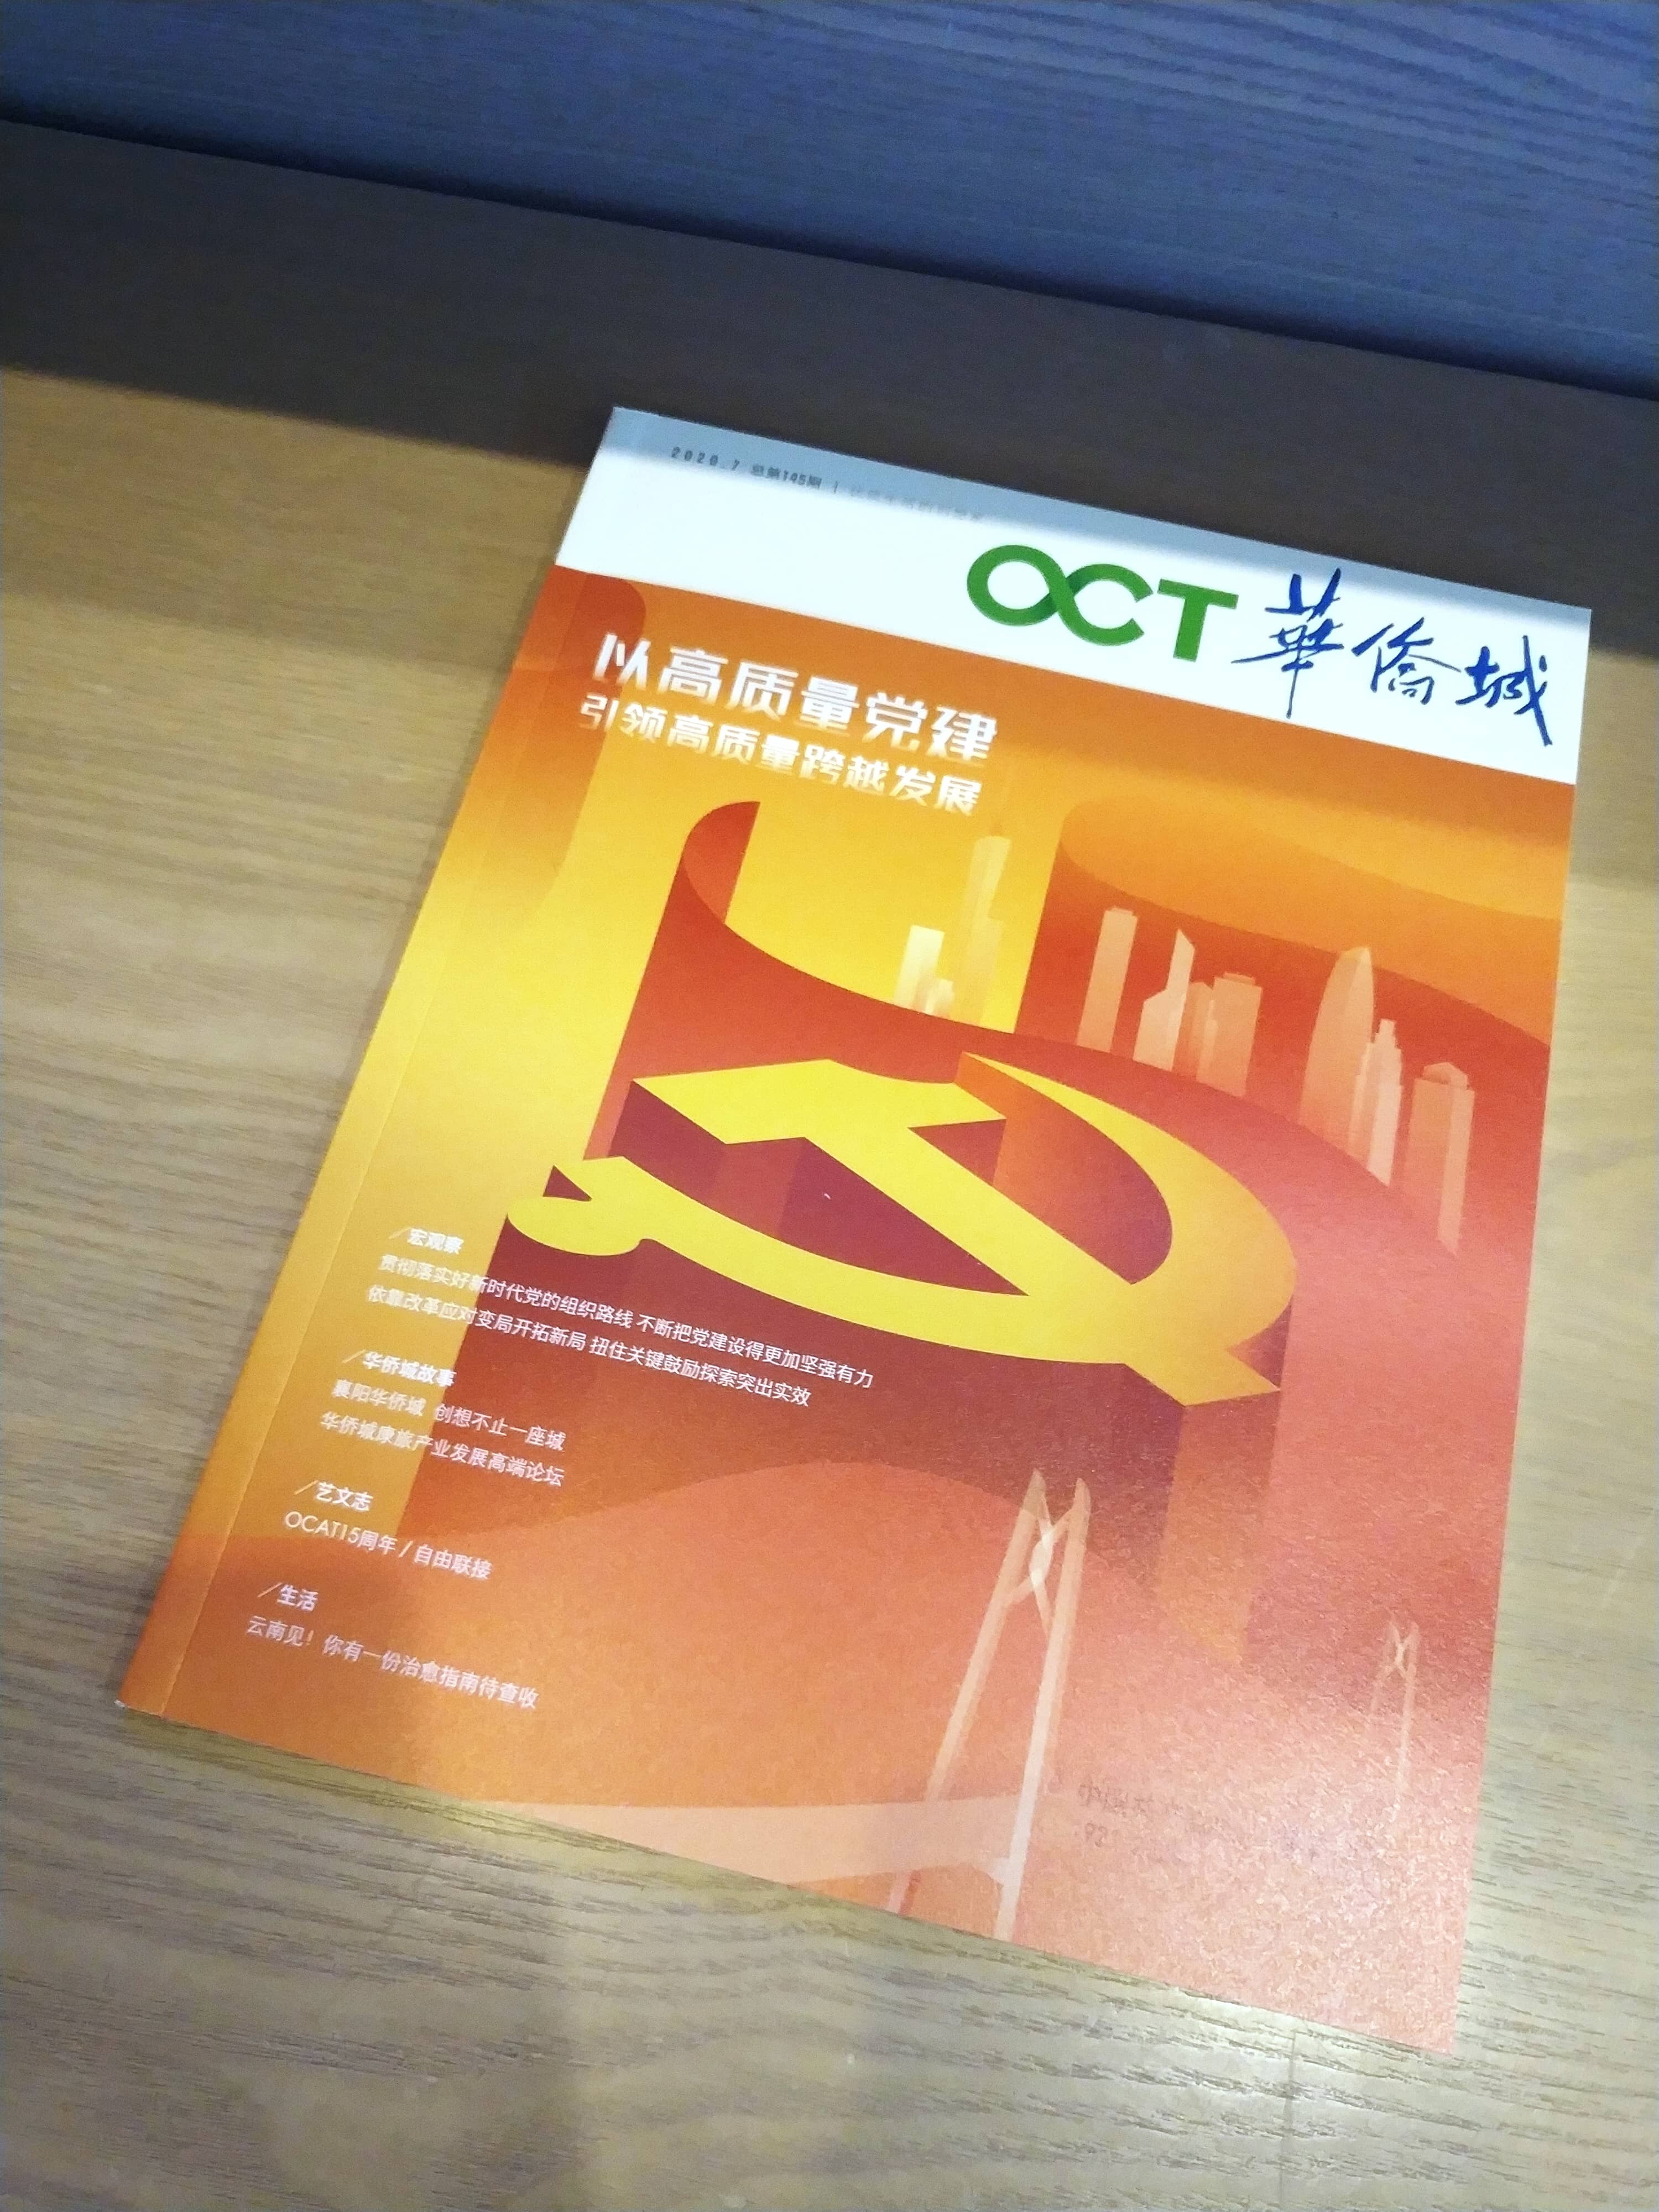 2020.7 总第145期 |
OCT 華僑城
以高质量党建
引领高质量跨越发展
/宏观察
贯彻落实好新时代党的组织路线 不断把党建设得更加坚强有力
依靠改革应对变局开拓新局 扭住关键鼓励探索突出实效
/华侨城故事
襄阳华侨城 创想不止一座城
华侨城康旅产业发展高端论坛
/艺文志
OCAT15周年/自由联接
/生活
云南见！你有一份治愈指南待查收